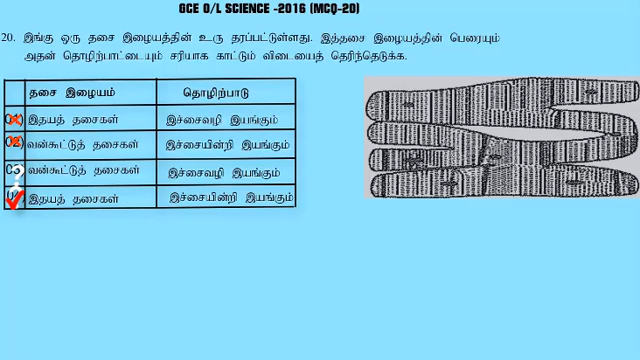 GCE O/L SCIENCE -2016 (MCQ-20)
20. இங்கு ஒரு தசை இழையத்தின் உரு தரப்பட்டுள்ளது. இத்தசை இழையத்தின் பெரையும்
அதன் தொழிற்பாட்டையும் சரியாக காட்டும் விடையைத் தெரிந்தெடுக்க.
தசை இழையம் தொழிற்பாடு
இதயத் தசைகள் இச்சைவழி இயங்கும்
வன்கூட்டுத் தசைகள் இச்சையின்றி இயங்கும்
வன்கூட்டுத் தசைகள் இச்சைவழி இயங்கும்
இதயத் தசைகள் இச்சையின்றி இயங்கும்